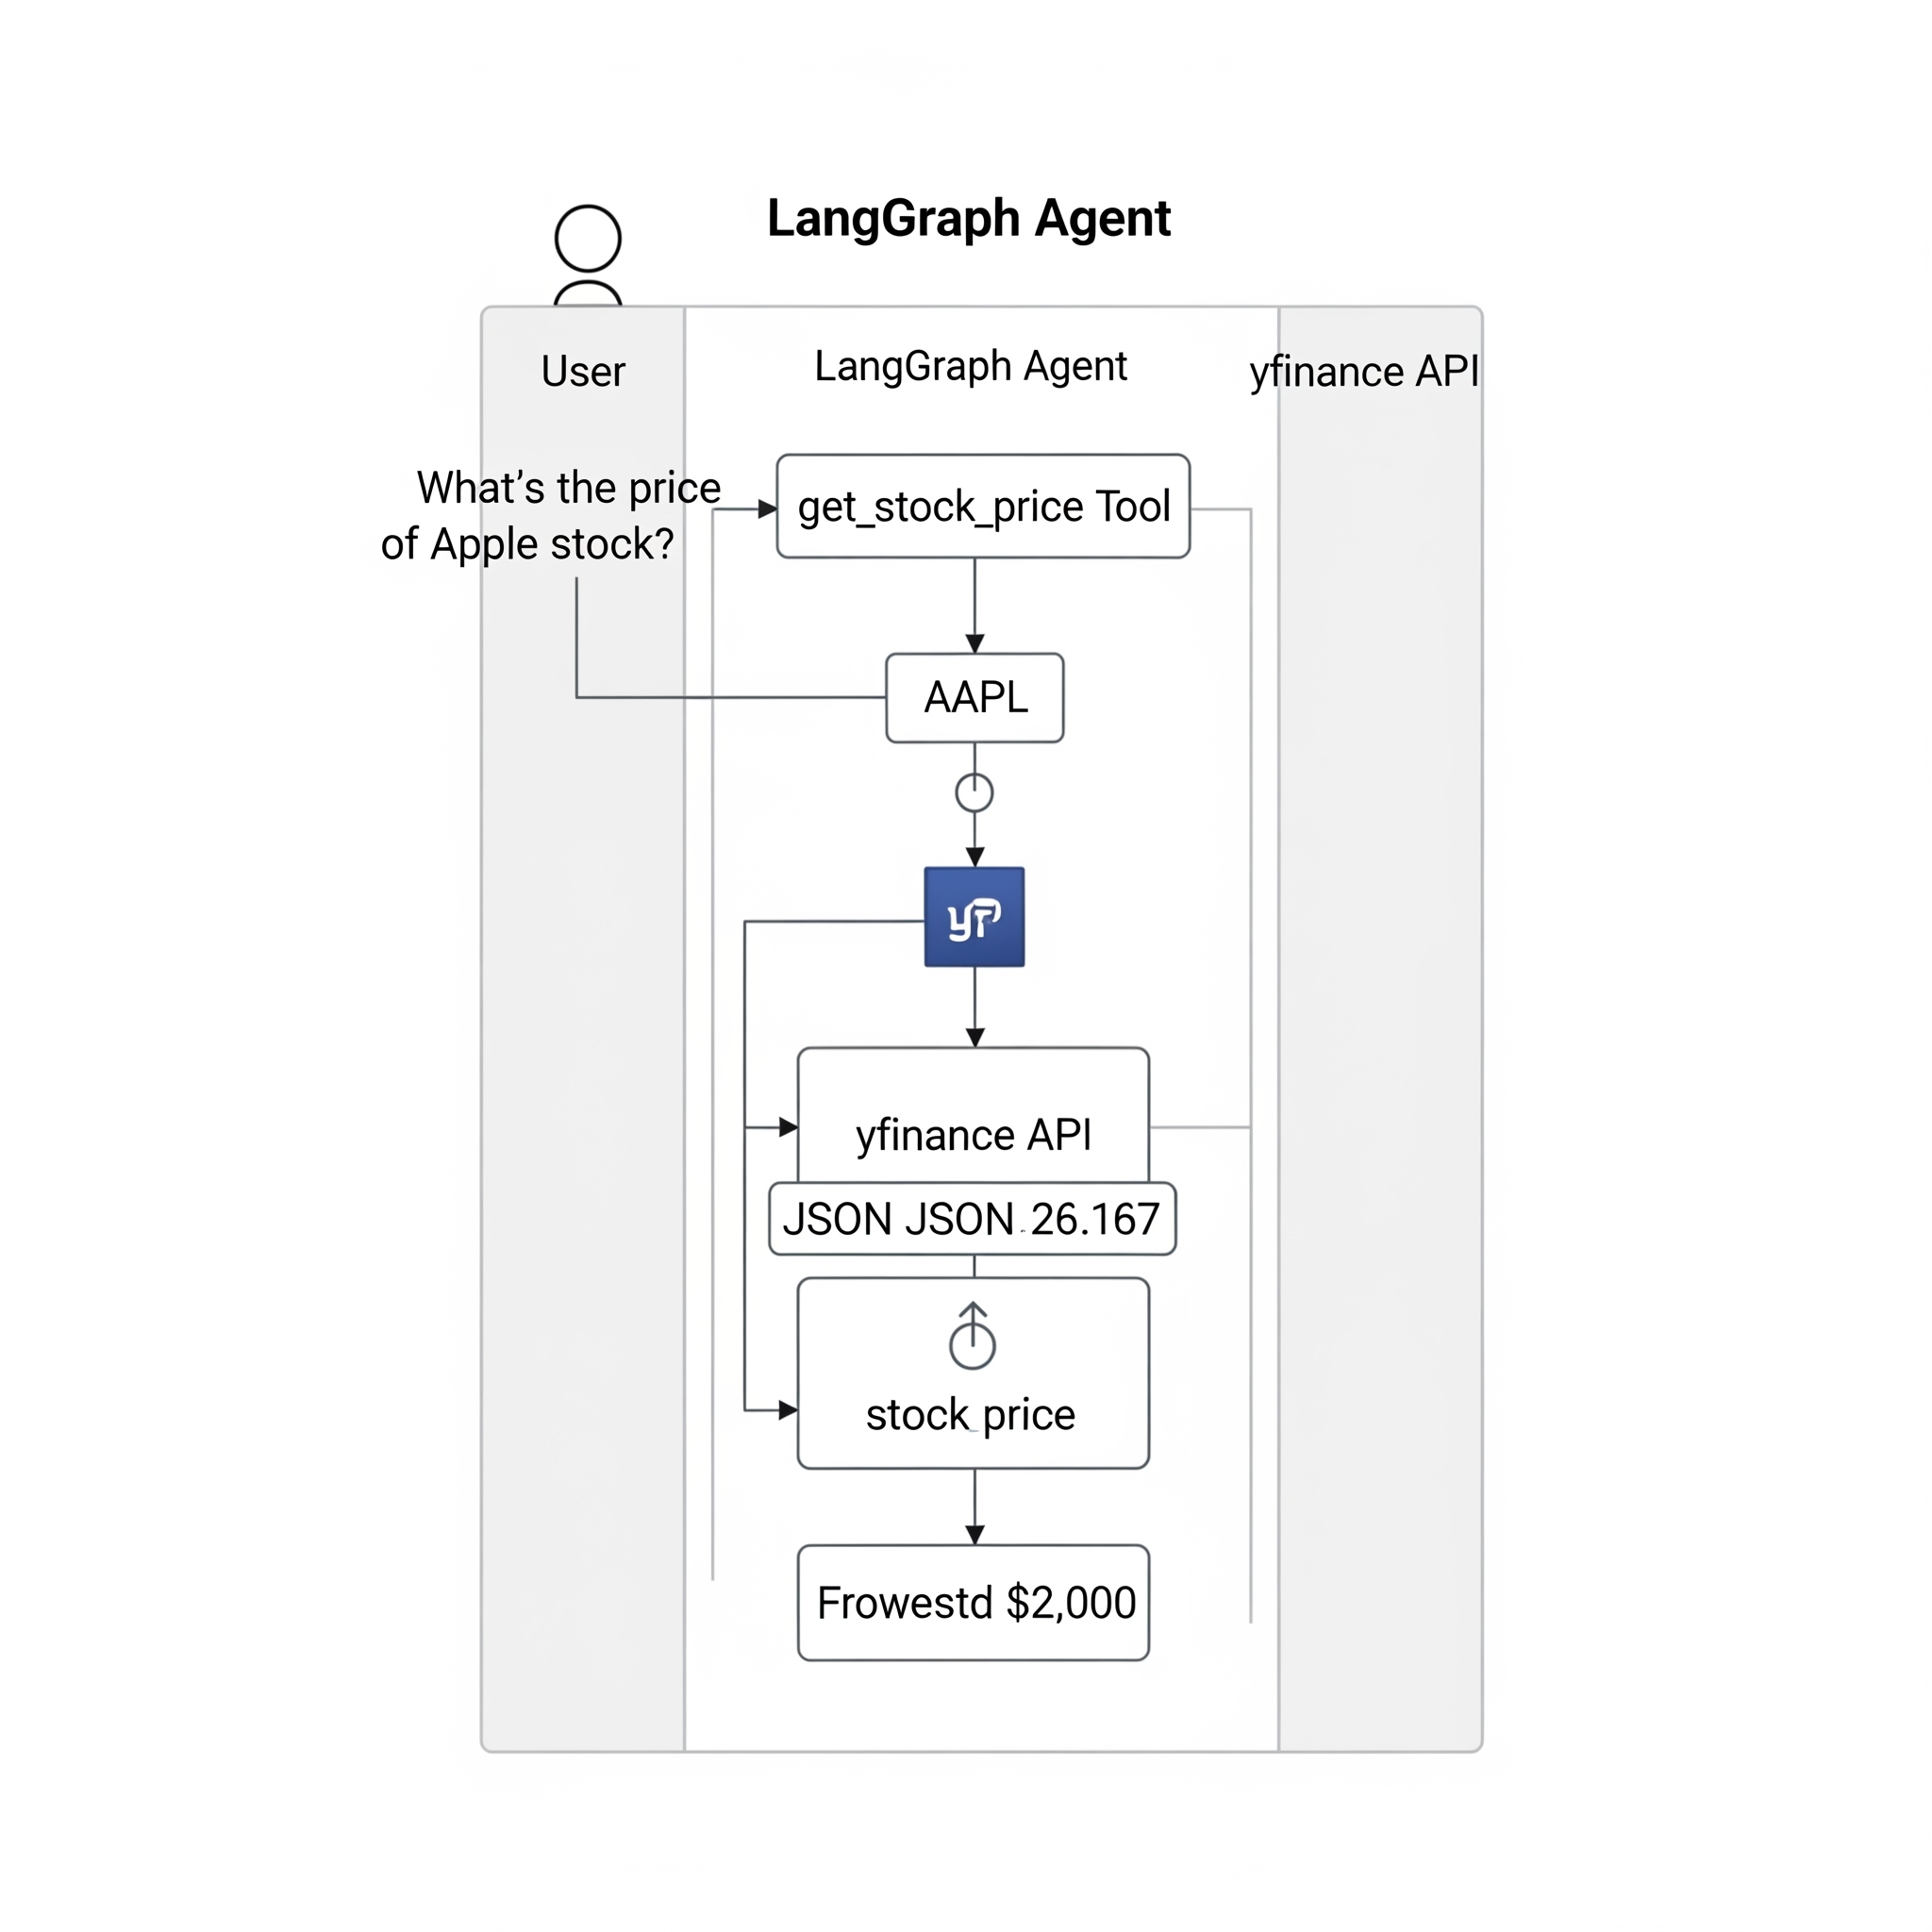 LangGraph Agent
User
LangGraph Agent
yfinance API
What's the price
of Apple stock?
get_stock_price Tool
AAPL
yfinance API
JSON JSON 26.167
stock_price
Frowestd $2,000